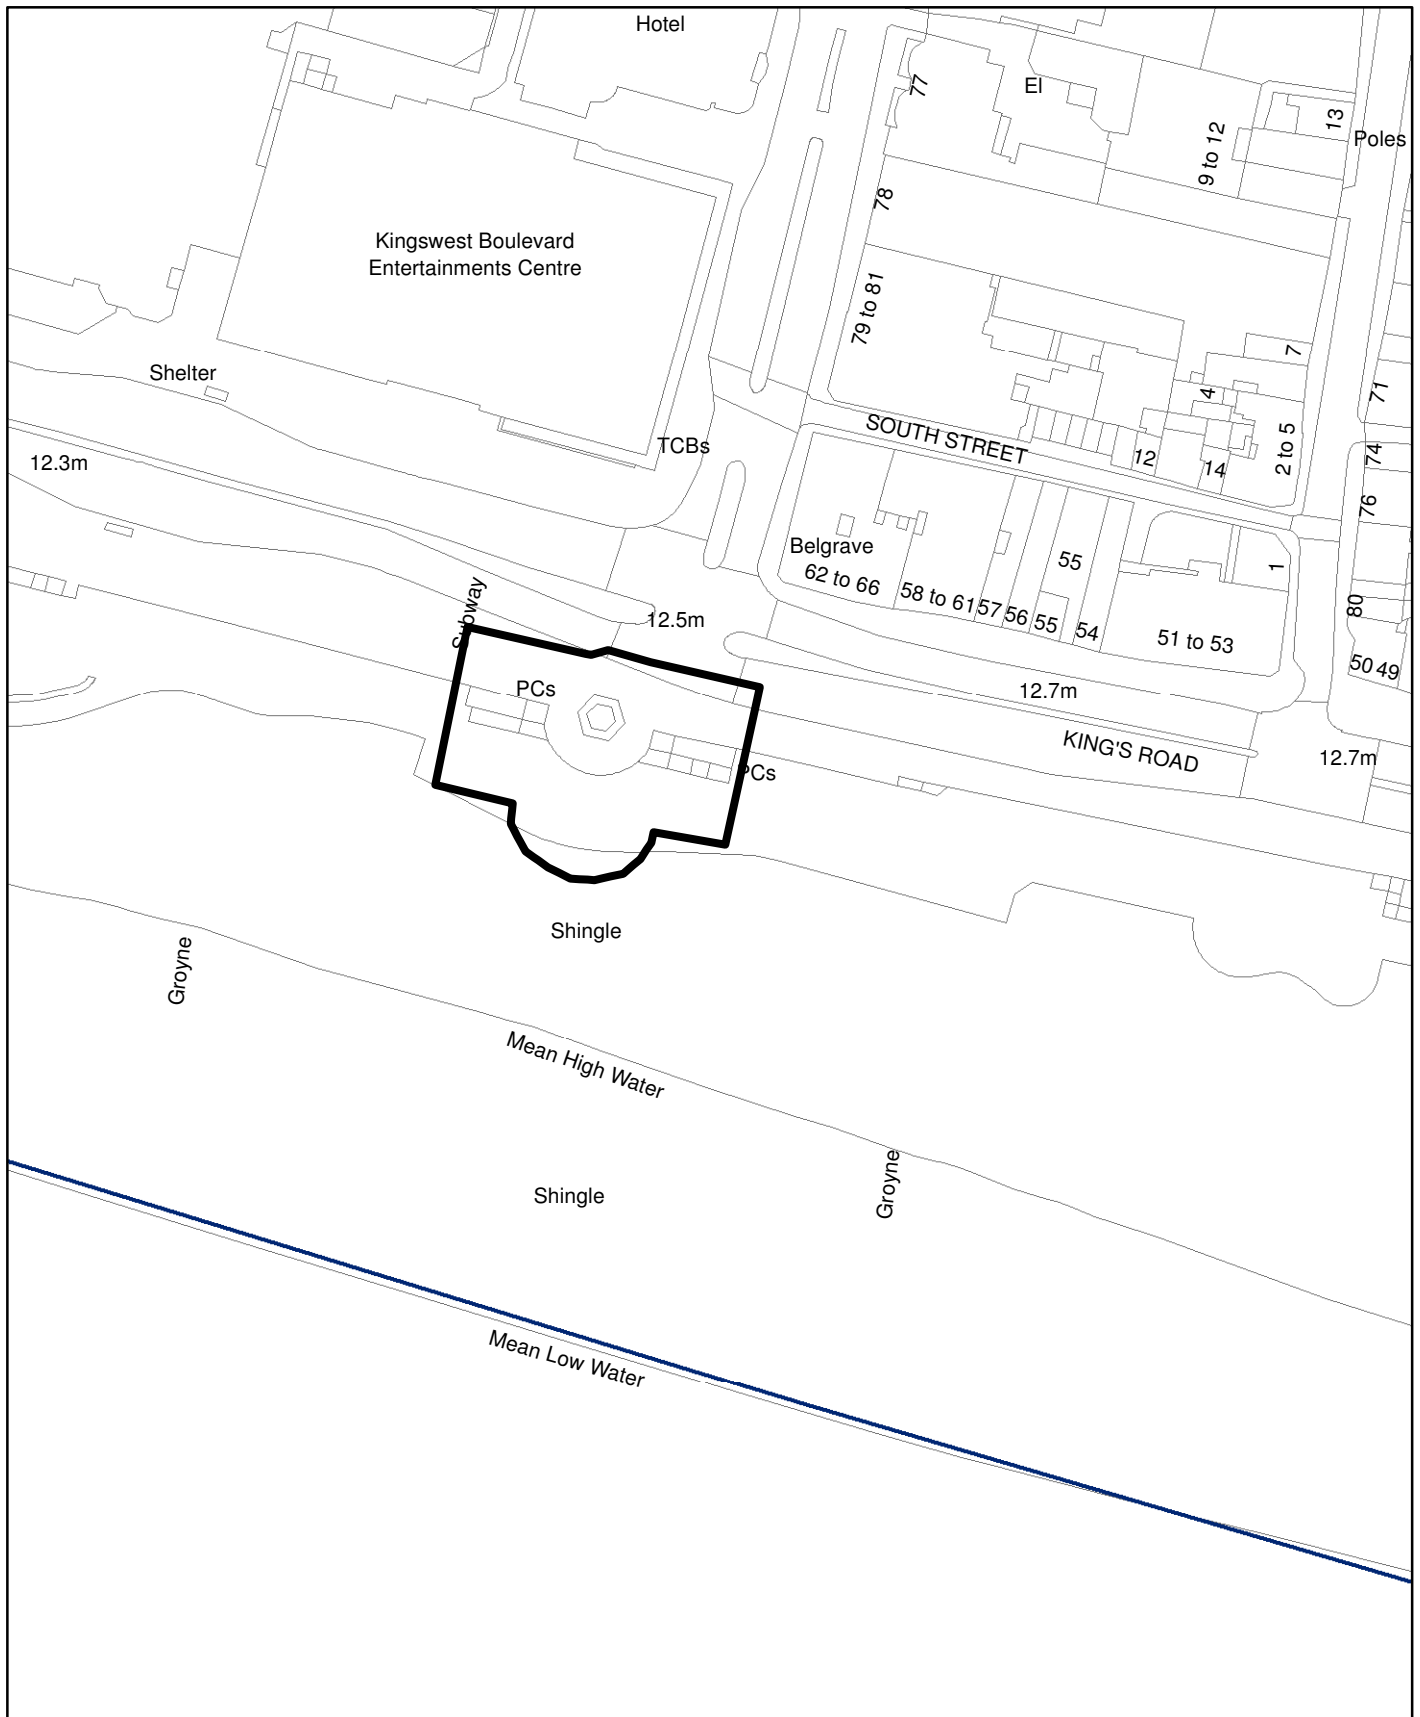 Hotel
77
El
13
Poles
9 to 12
78
Kingswest Boulevard
Entertainments Centre
79 to 81
7
Shelter
4
71
SOUTH STREET
TCBs
12.3m
12
14
2 to 5
74
76
Belgrave
62 to 66
58 to 61
57
56
55
55
54
1
51 to 53
80
50
49
Subway
12.5m
PCs
12.7m
KING'S ROAD
12.7m
PCs
Shingle
Groyne
Mean High Water
Groyne
Shingle
Mean Low Water